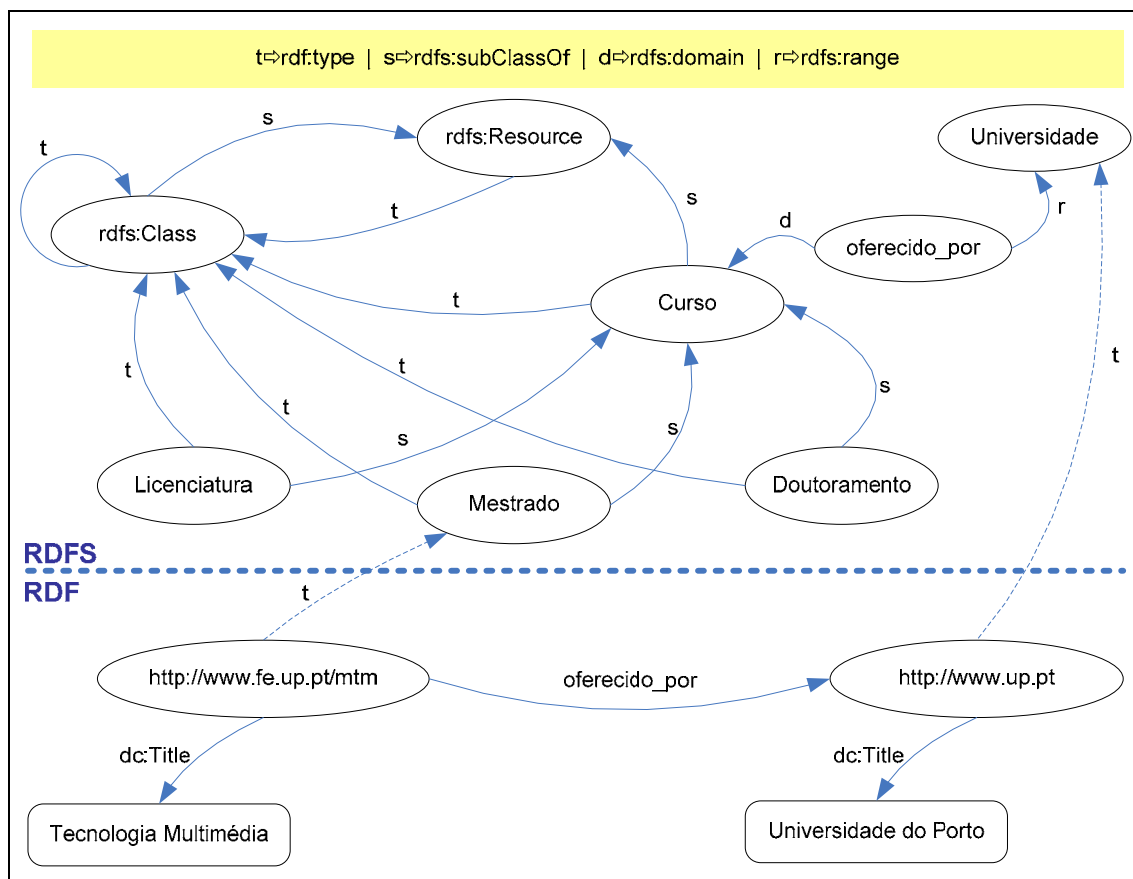 t⇨rdf:type | s⇨rdfs:subClassOf | d⇨rdfs:domain | r⇨rdfs:range
s
rdfs:Resource
Universidade
t
t
s
r
rdfs:Class
d
oferecido_por
t
Curso
t
t
t
s
t
s
s
Licenciatura
Mestrado
Doutoramento
RDFS
RDF
t
http://www.fe.up.pt/mtm
oferecido_por
http://www.up.pt
dc:Title
dc:Title
Tecnologia Multimédia
Universidade do Porto